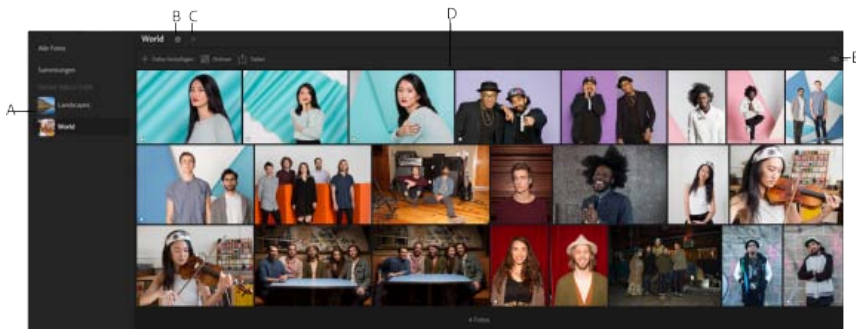 B C D
World
Alle Fotos
Fotos hinzufügen Ordnen Teilen
E
Sammlungen
A
Landscapes
World
4 Fotos